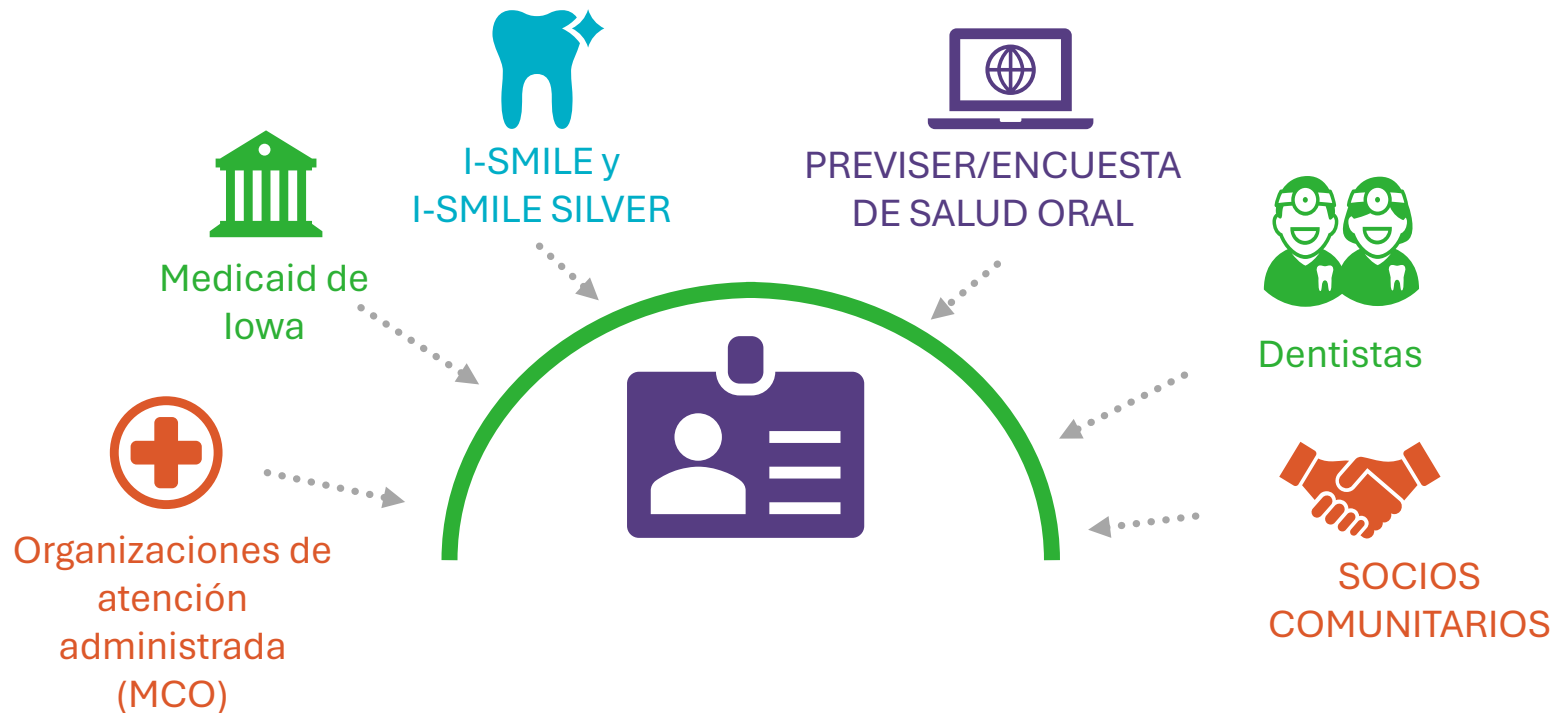 I-SMILE y
I-SMILE SILVER
PREVISER/ENCUESTA
DE SALUD ORAL
Medicaid de
Iowa
Dentistas
Organizaciones de
atención
administrada
(MCO)
SOCIOS
COMUNITARIOS